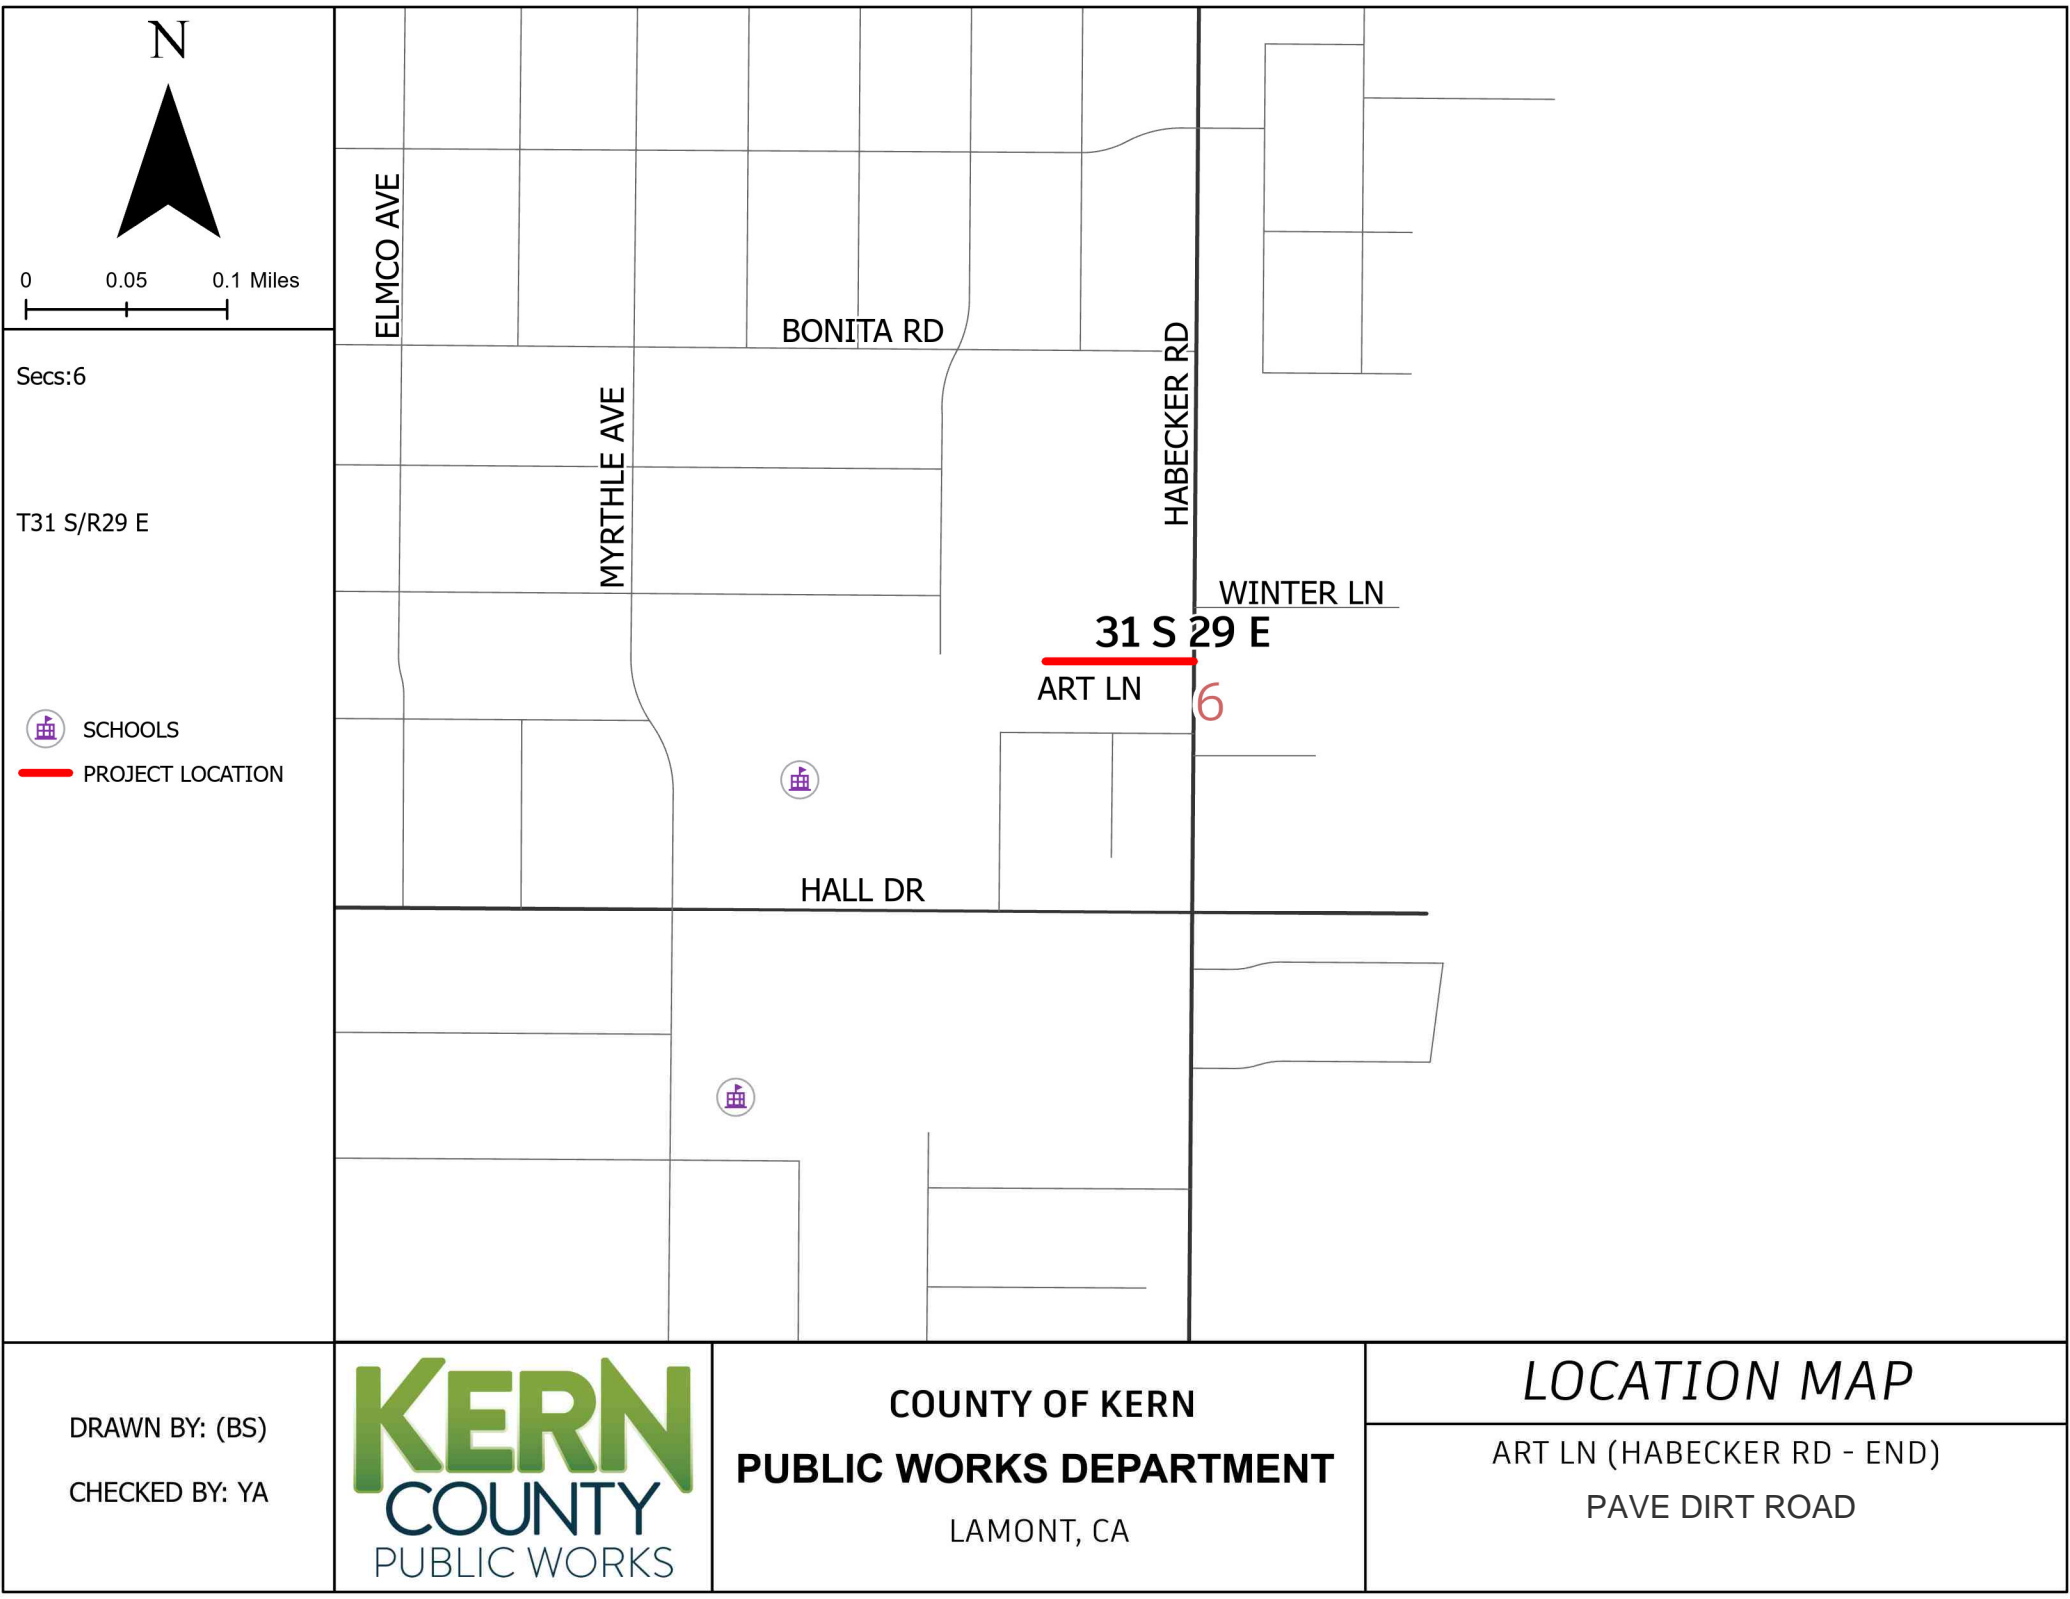 N
0 0.05 0.1 Miles
Secs:6
T31 S/R29 E
SCHOOLS
PROJECT LOCATION
ELMCO AVE
BONITA RD
MYRTHLE AVE
HABECKER RD
WINTER LN
31 S 29 E
ART LN
6
HALL DR
DRAWN BY: (BS)
CHECKED BY: YA
KERN
COUNTY
PUBLIC WORKS
COUNTY OF KERN
PUBLIC WORKS DEPARTMENT
LAMONT, CA
LOCATION MAP
ART LN (HABECKER RD - END)
PAVE DIRT ROAD